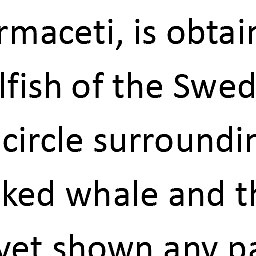 rmaceti, is obtain
lfish of the Swed
circle surroundin
ked whale and th
yet shown any pa